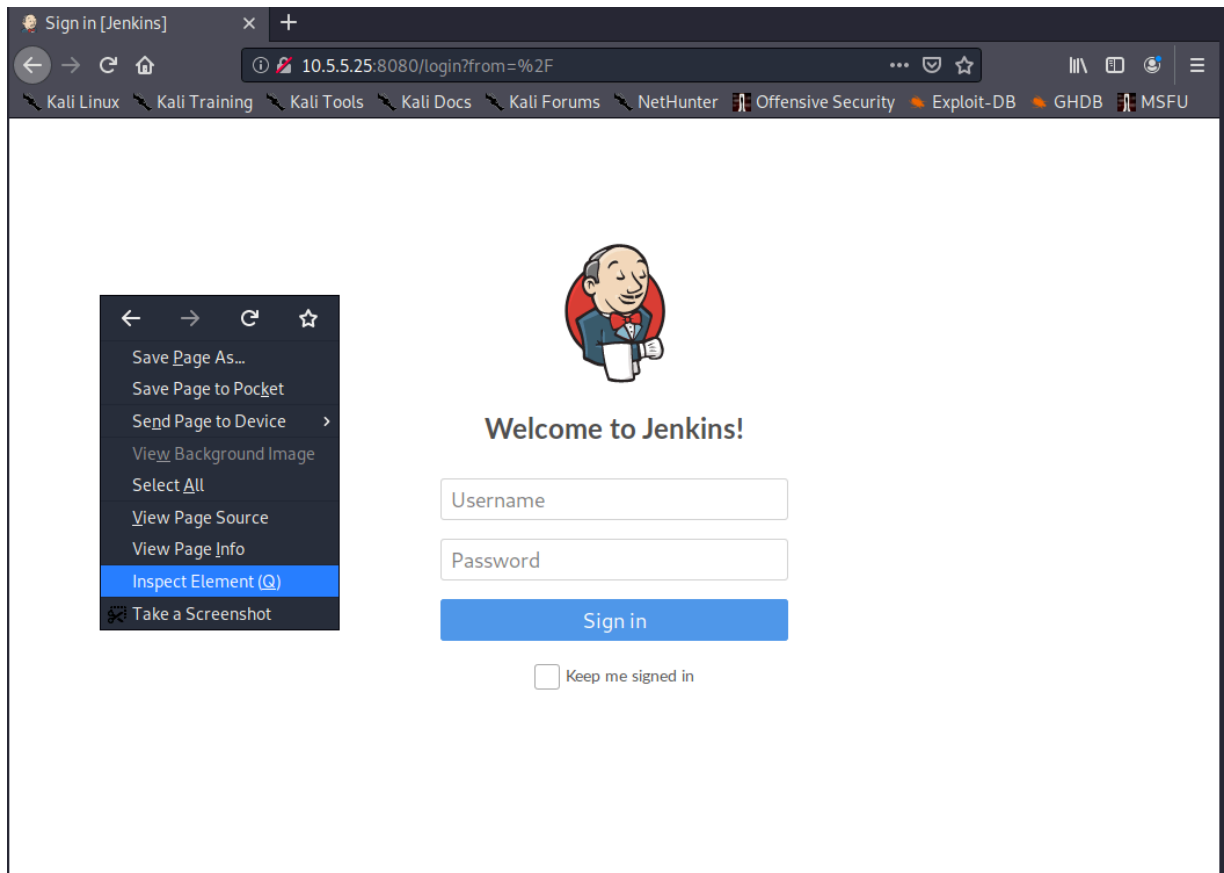 Sign in [Jenkins]
10.5.5.25:8080/login?from=%2F
Kali Linux Kali Training Kali Tools Kali Docs Kali Forums NetHunter Offensive Security Exploit-DB GHDB MSFU
Save Page As...
Save Page to Pocket
Send Page to Device
View Background Image
Select All
View Page Source
View Page Info
Inspect Element (Q)
Take a Screenshot
Welcome to Jenkins!
Username
Password
Sign in
Keep me signed in